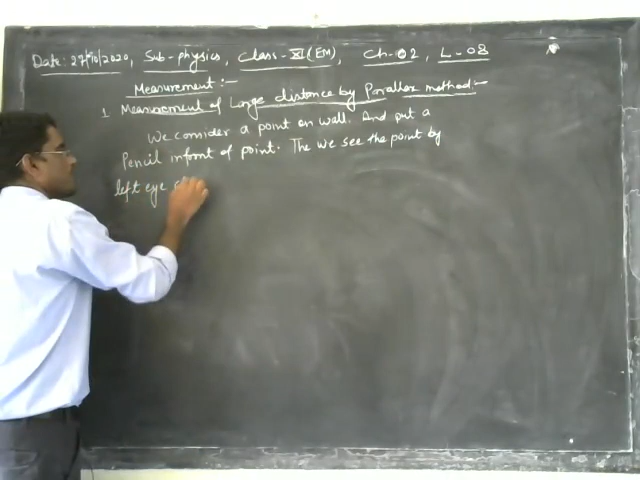 Date: 27/10/2020, Sub-physics, Class-XI(EM), Ch-02, L-08
Measurement:-
1 Measurement of Large distance by Parallax method:-
We consider a point on wall. And put a
Pencil infornt of point. The we see the point by
left eye